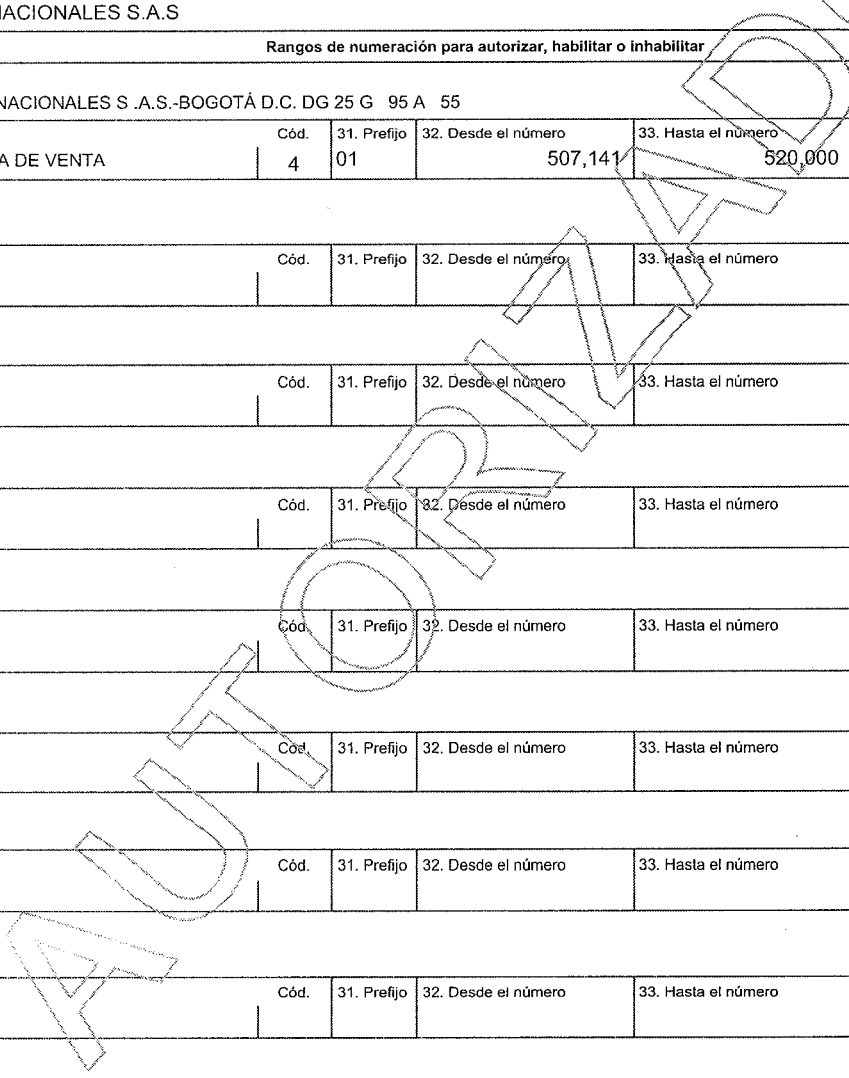 NACIONALES S.A.S
Rangos de numeración para autorizar, habilitar o inhabilitar
NACIONALES S .A.S.-BOGOTÁ D.C. DG 25 G 95 A 55
Cód. 31. Prefijo 32. Desde el número 33. Hasta el número
A DE VENTA 4 01 507,141 520,000
Cód. 31. Prefijo 32. Desde el número 33. Hasta el número
Cód. 31. Prefijo 32. Desde el número 33. Hasta el número
Cód. 31. Prefijo 32. Desde el número 33. Hasta el número
Cód. 31. Prefijo 32. Desde el número 33. Hasta el número
Cód. 31. Prefijo 32. Desde el número 33. Hasta el número
Cód. 31. Prefijo 32. Desde el número 33. Hasta el número
Cód. 31. Prefijo 32. Desde el número 33. Hasta el número
AUTORIZAD